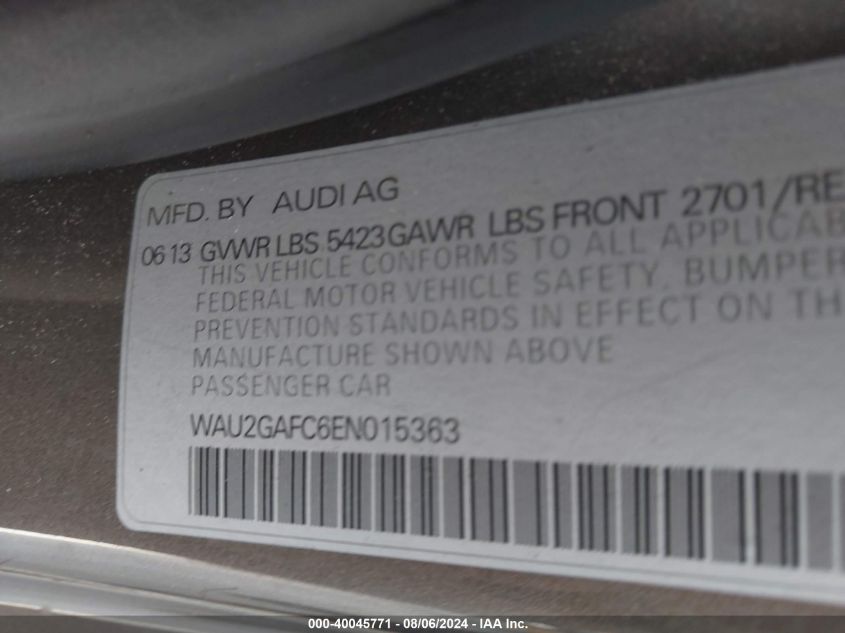 MFD. BY AUDI AG
06 13 GVWR LBS 5423 GAWR LBS FRONT 2701/RE
THIS VEHICLE CONFORMS TO ALL APPLICAB
FEDERAL MOTOR VEHICLE SAFETY, BUMPER
PREVENTION STANDARDS IN EFFECT ON TH
MANUFACTURE SHOWN ABOVE
PASSENGER CAR
WAU2GAFC6EN015363
000-40045771 - 08/06/2024 - IAA Inc.